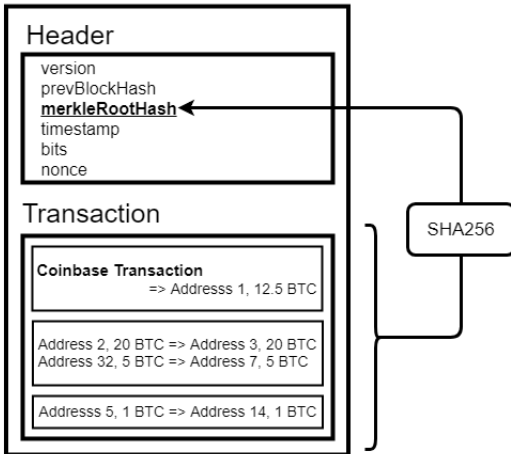 Header
version
prevBlockHash
merkleRootHash
timestamp
bits
nonce
SHA256
Transaction
Coinbase Transaction
=> Addresss 1, 12.5 BTC
Address 2, 20 BTC => Address 3, 20 BTC
Address 32, 5 BTC => Address 7, 5 BTC
Addresss 5, 1 BTC => Address 14, 1 BTC